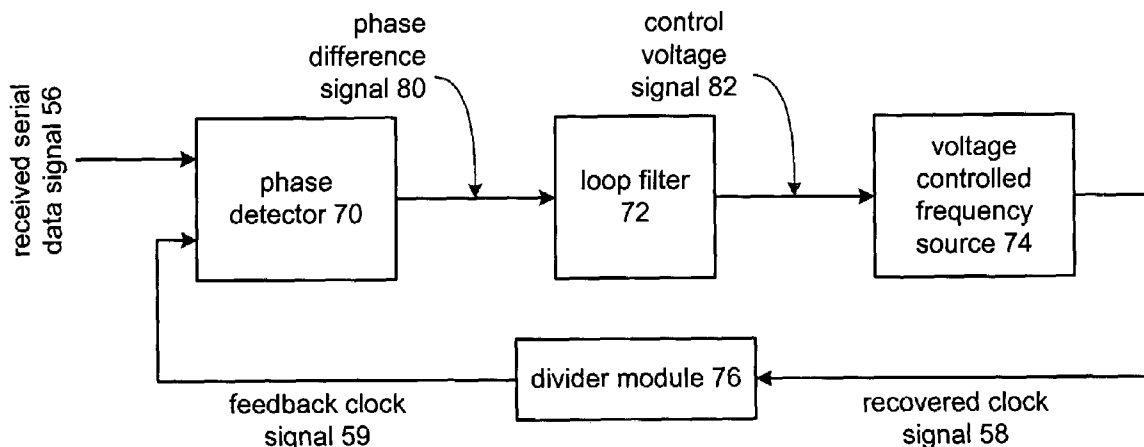 phase
difference
signal 80
control
voltage
signal 82
received serial
data signal 56
phase
detector 70
loop filter
72
voltage
controlled
frequency
source 74
divider module 76
feedback clock
signal 59
recovered clock
signal 58